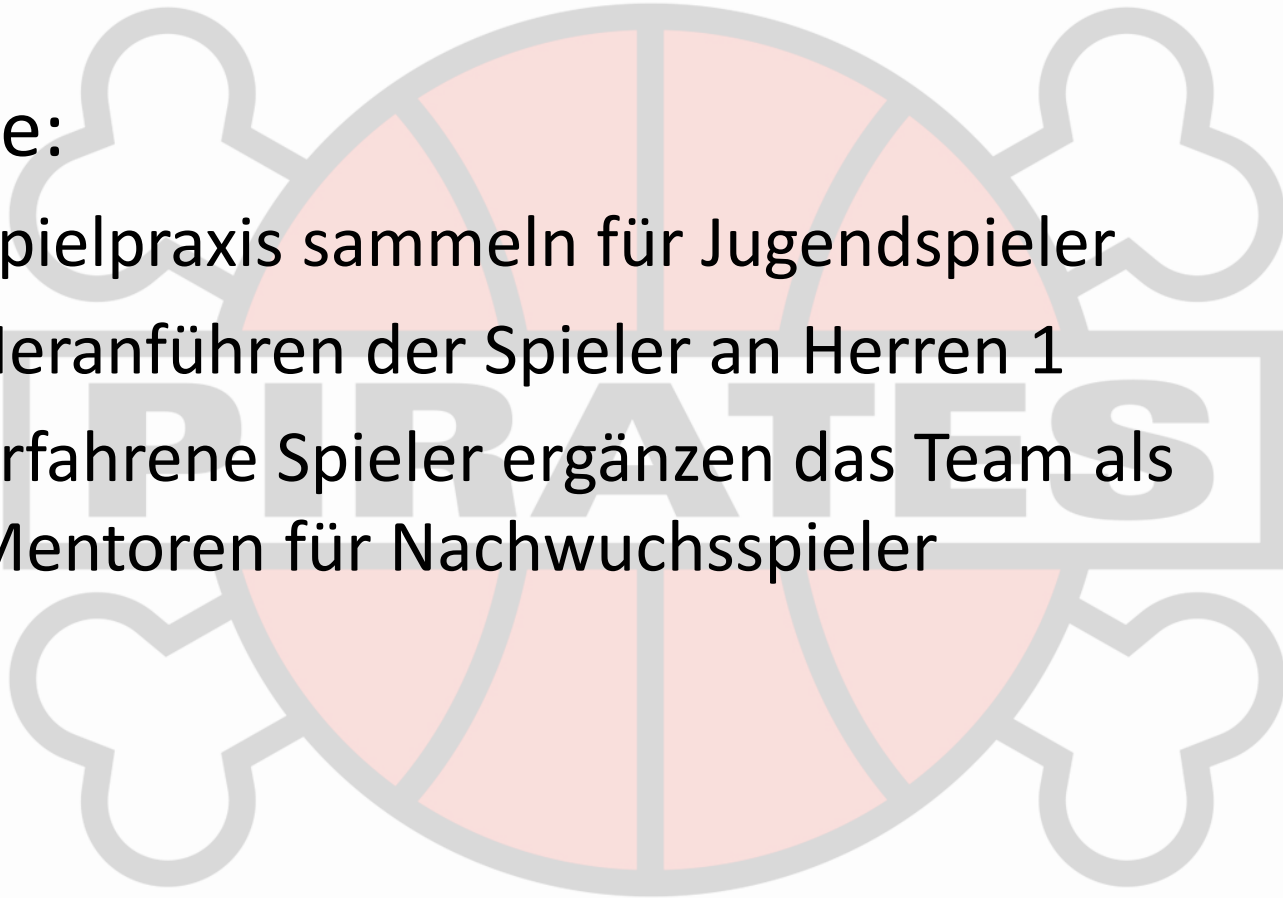 e:
pielpraxis sammeln für Jugendspieler
eranführen der Spieler an Herren 1
rfahrene Spieler ergänzen das Team als
Mentoren für Nachwuchsspieler
PIRATES